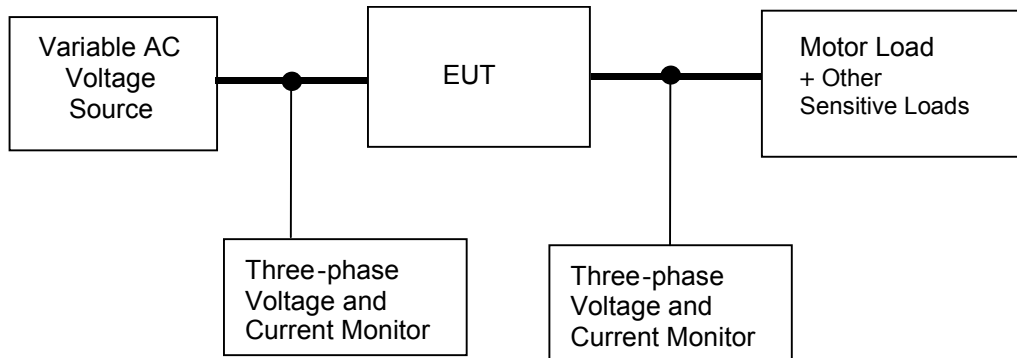 Variable AC
Voltage
Source
EUT
Motor Load
+ Other
Sensitive Loads
Three-phase
Voltage and
Current Monitor
Three-phase
Voltage and
Current Monitor